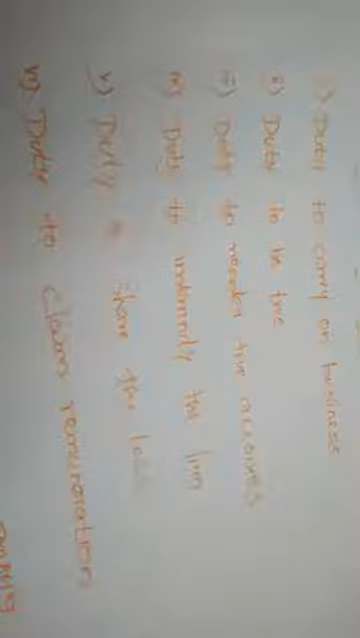 i) Duty to carry on business
ii) Duty to be true
iii) Duty to render true accounts
iv) Duty to indemnify the firm
v) Duty share the loss
vi) Duty to claim remuneration